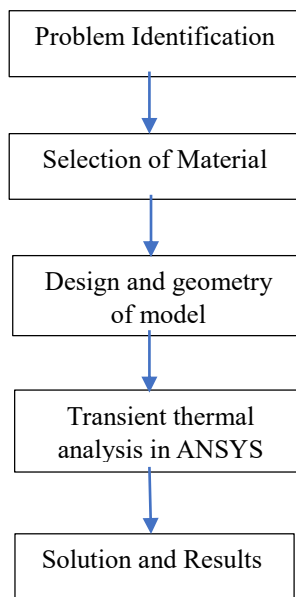 Problem Identification
Selection of Material
Design and geometry
of model
Transient thermal
analysis in ANSYS
Solution and Results